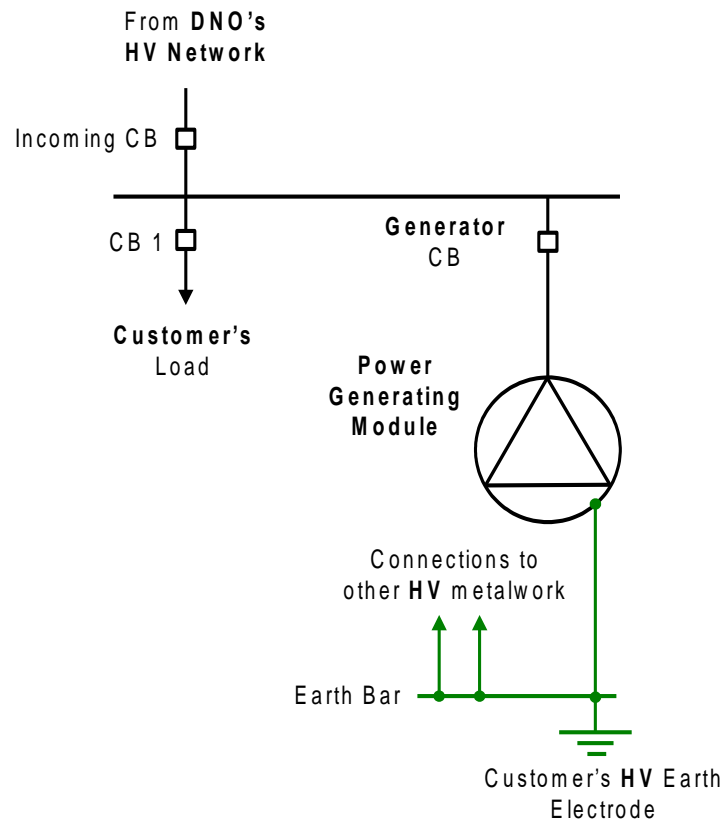 From DNO's
HV Network
Incoming CB
CB 1
Generator
CB
Customer's
Load
Power
Generating
Module
Connections to
other HV metalwork
Earth Bar
Customer's HV Earth
Electrode